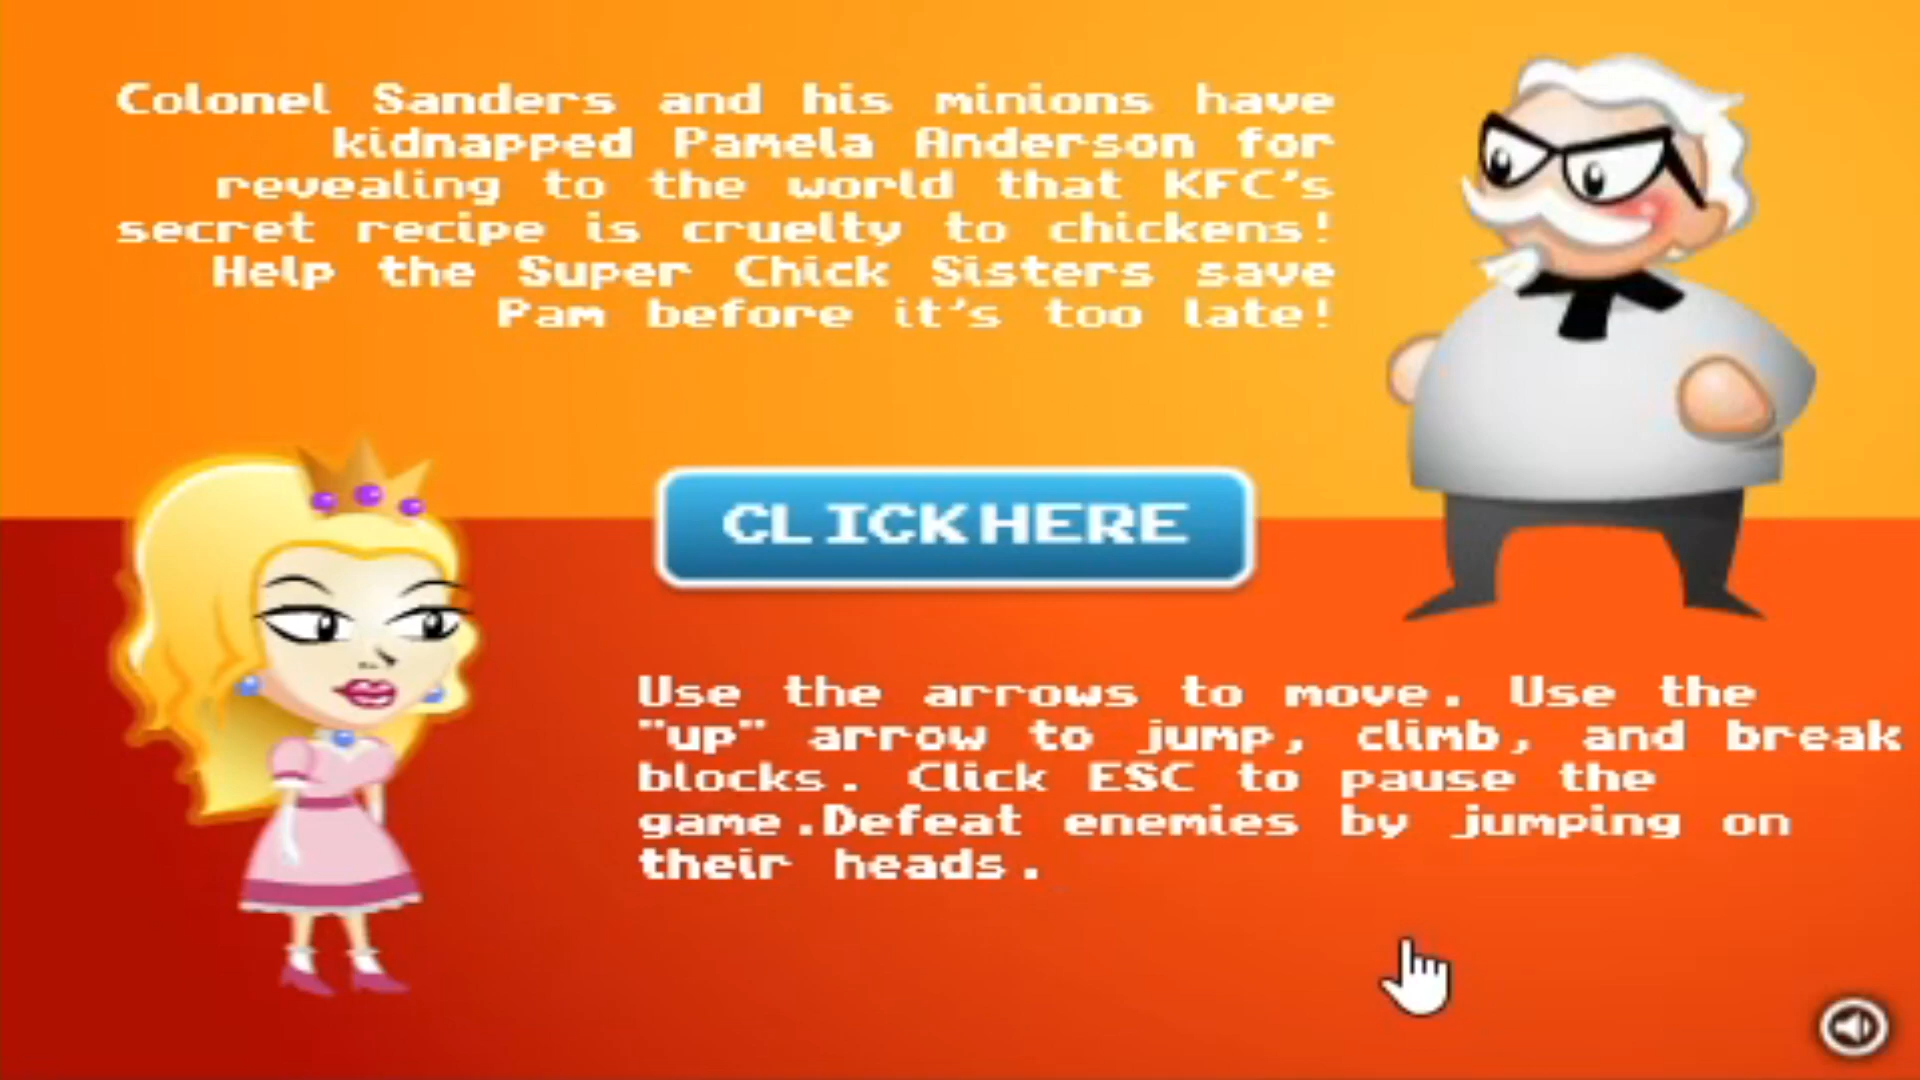 Colonel Sanders and his minions have
kidnapped Pamela Anderson for
revealing to the world that KFC's
secret recipe is cruelty to chickens!
Help the Super Chick Sisters save
Pam before it's too late!
CLICK HERE
Use the arrows to move. Use the
"up" arrow to jump, climb, and break
blocks. Click ESC to pause the
game.Defeat enemies by jumping on
their heads.